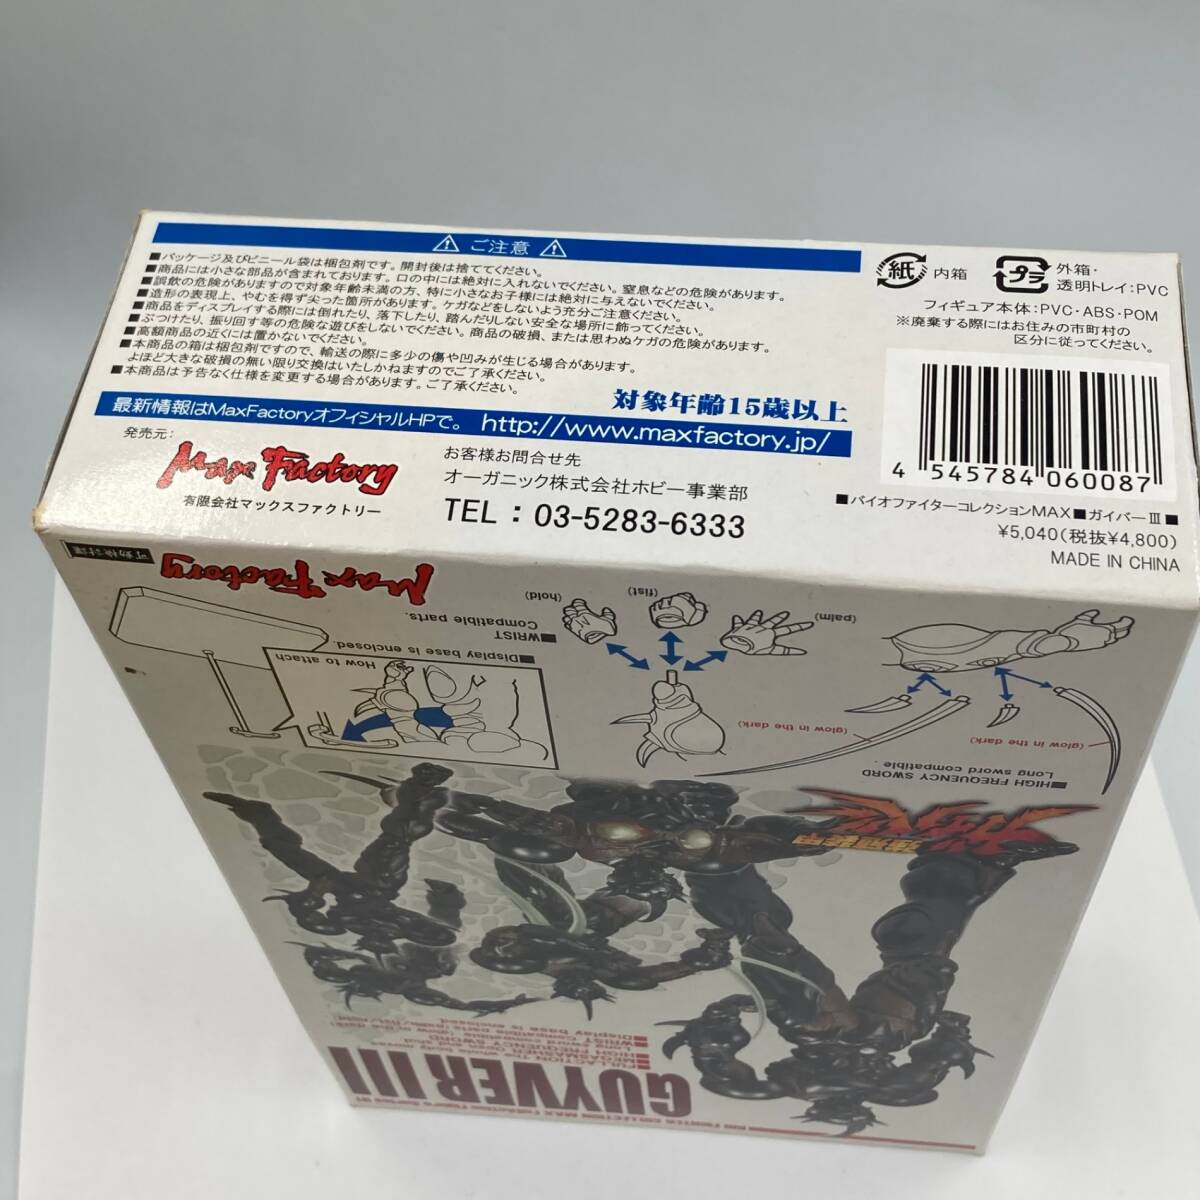 ご注意
■パッケージ及びビニール袋は梱包剤です。開封後は捨ててください。
■商品には小さな部品が含まれております。口の中には絶対に入れないでください。窒息などの危険があります。
■誤飲の危険がありますので対象年齢未満の方、特に小さなお子様には絶対に与えないでください。
■造形の表現上、やむを得ず尖った箇所があります。ケガなどをしないよう充分ご注意ください。
■商品をディスプレイする際には倒れたり、落下したり、踏んだりしない安全な場所に飾ってください。
■ぶつけたり、振り回す等の危険な遊びをしないでください。商品の破損、または思わぬケガの危険があります。
■高額商品の近くには置かないでください。
■本商品の箱は梱包剤ですので、輸送の際に多少の傷や凹みが生じる場合があります。
よほど大きな破損の無い限り交換はいたしかねますのでご了承ください。
■本商品は予告なく仕様を変更する場合があります。ご了承ください。
対象年齢15歳以上
最新情報はMaxFactoryオフィシャルHPで。 http://www.maxfactory.jp/
発売元:
Max Factory
有限会社マックスファクトリー
お客様お問合せ先
オーガニック株式会社ホビー事業部
TEL : 03-5283-6333
紙 内箱
プラ 外箱・
透明トレイ:PVC
フィギュア本体:PVC・ABS・POM
※廃棄する際にはお住みの市町村の
区分に従ってください。
4 545784 060087
■バイオファイターコレクションMAX■ガイバーIII■
¥5,040(税抜¥4,800)
MADE IN CHINA
Max Factory
■WRIST
Compatible parts.
(hold)
(fist)
(palm)
■Display base is enclosed.
How to attach
■HIGH FREQUENCY SWORD
Long sword compatible.
(glow in the dark)
(glow in the dark)
強殖装甲
ガイバー
GUYVER III
BIO FIGHTER COLLECTION MAX